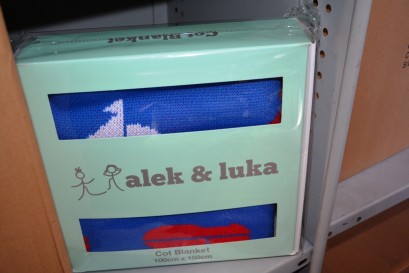 Cot Blanket
alek & luka
Cot Blanket
100cm x 150cm